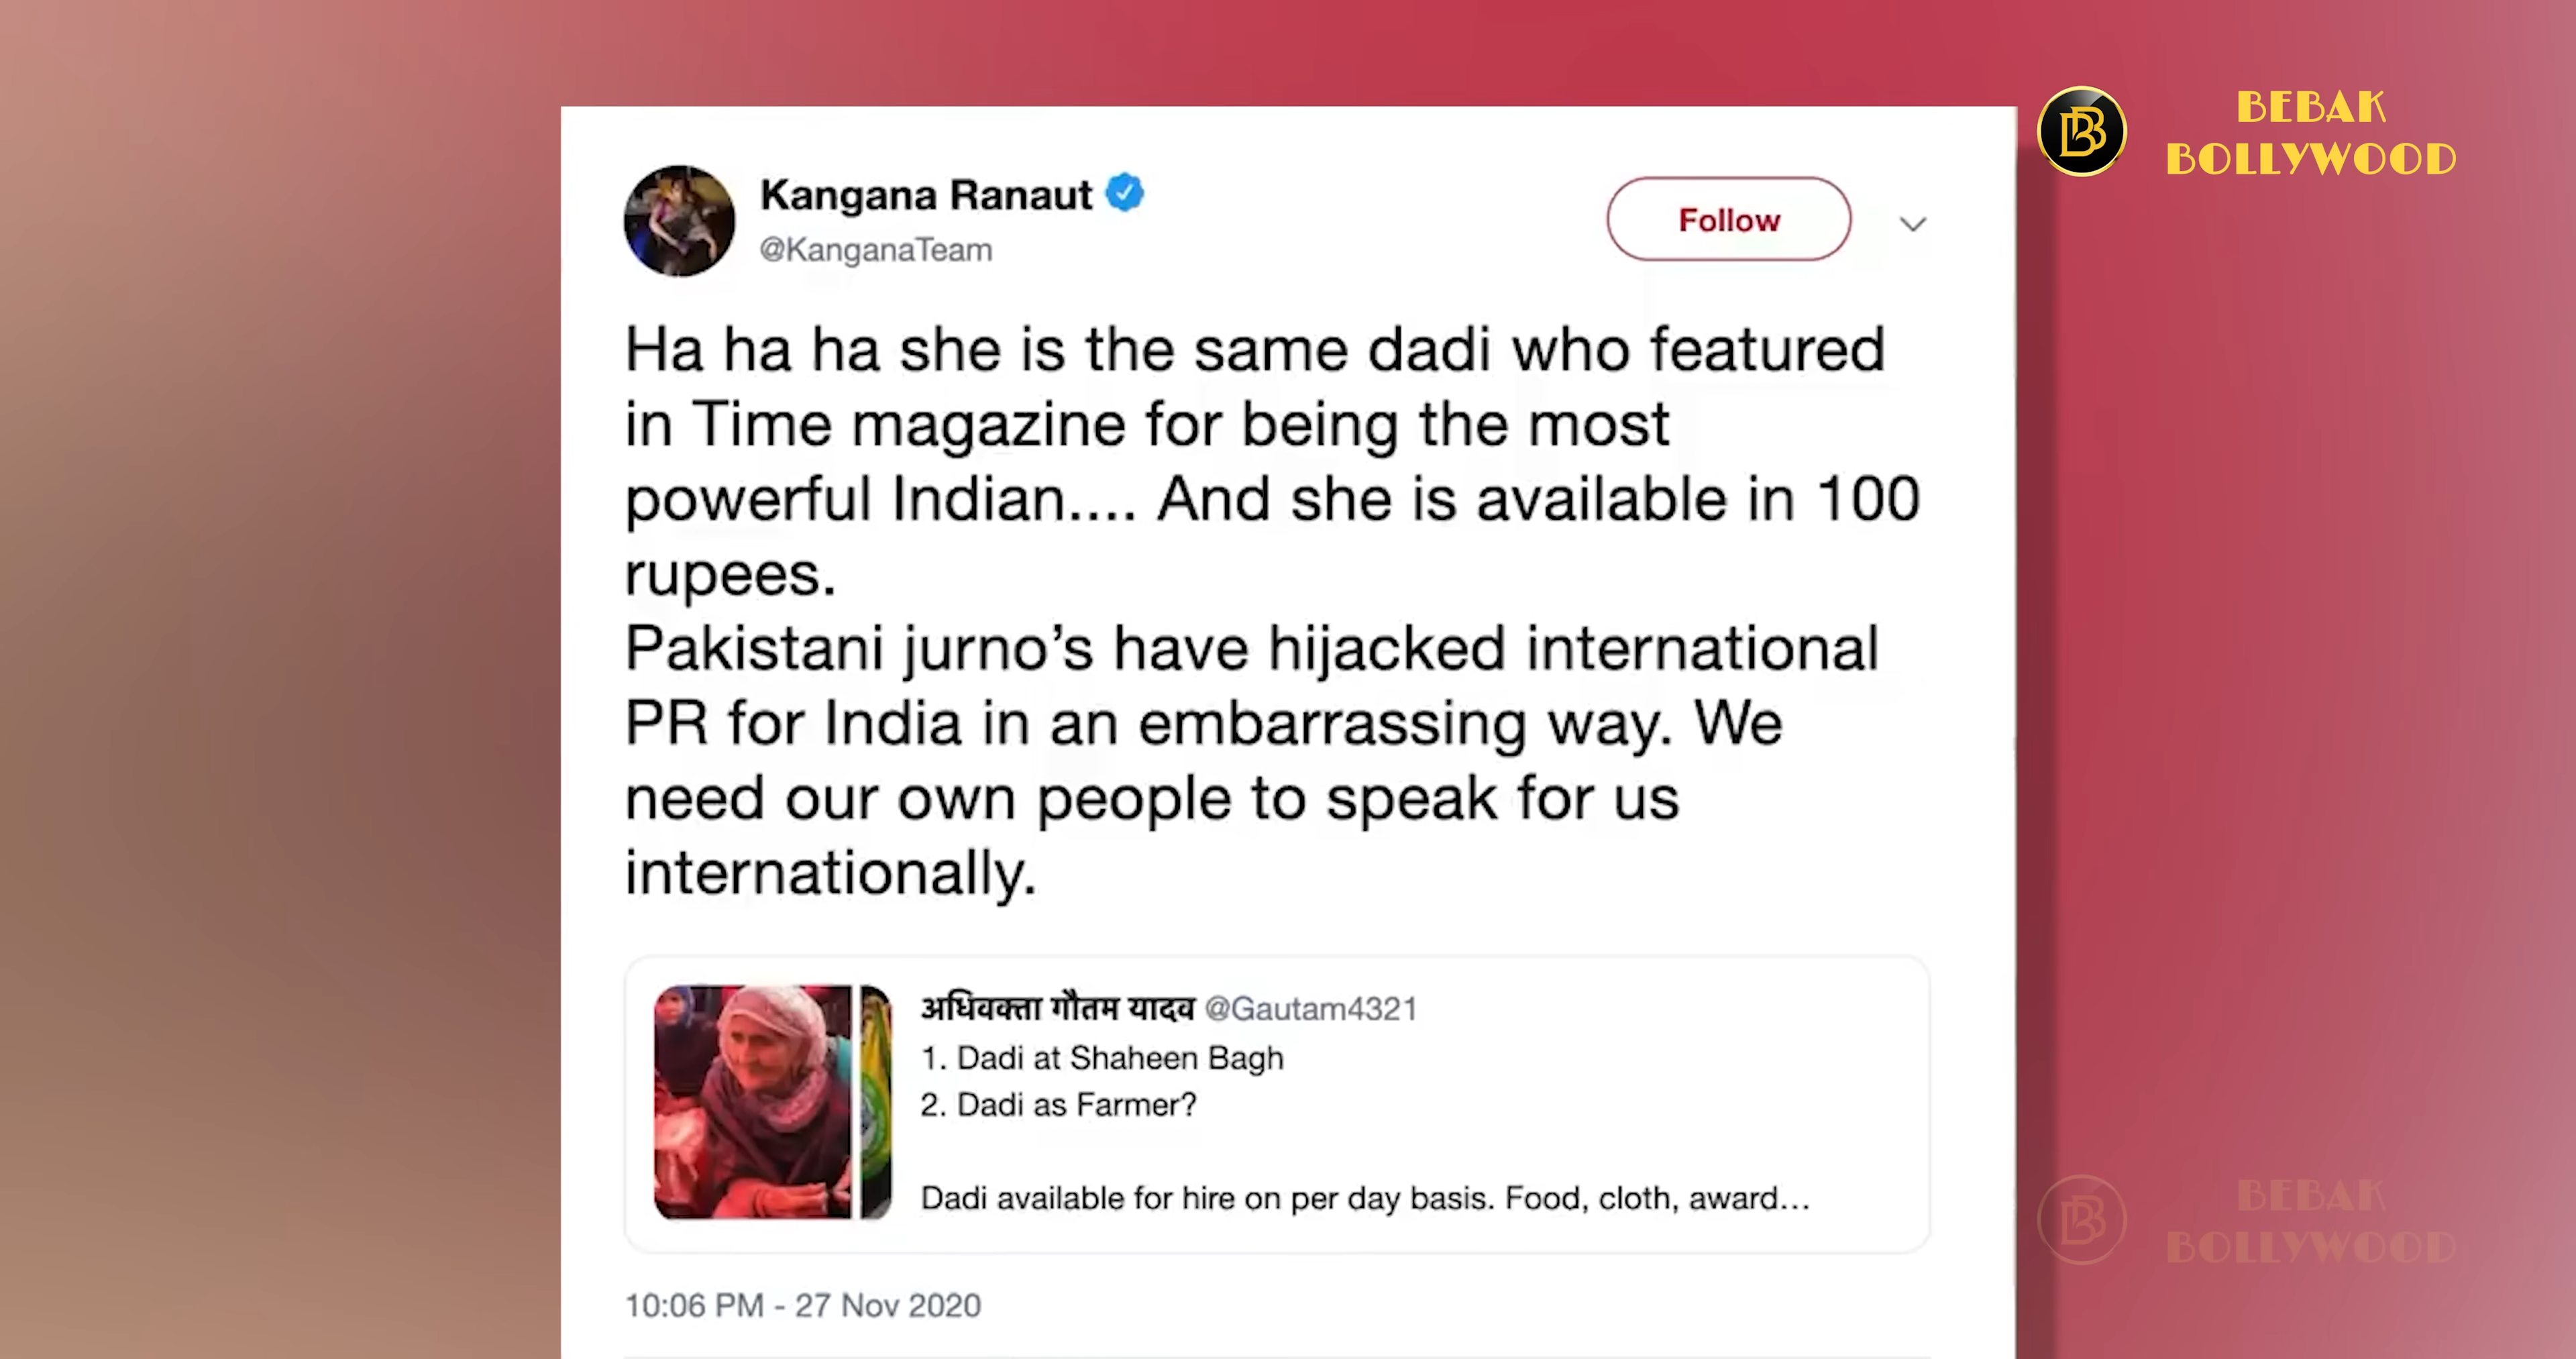 BEBAK
BOLLYWOOD
Kangana Ranaut
@KanganaTeam
Follow
Ha ha ha she is the same dadi who featured
in Time magazine for being the most
powerful Indian.... And she is available in 100
rupees.
Pakistani jurno’s have hijacked international
PR for India in an embarrassing way. We
need our own people to speak for us
internationally.
अधिवक्ता गौतम यादव @Gautam4321
1. Dadi at Shaheen Bagh
2. Dadi as Farmer?
Dadi available for hire on per day basis. Food, cloth, award...
10:06 PM - 27 Nov 2020
BEBAK
BOLLYWOOD